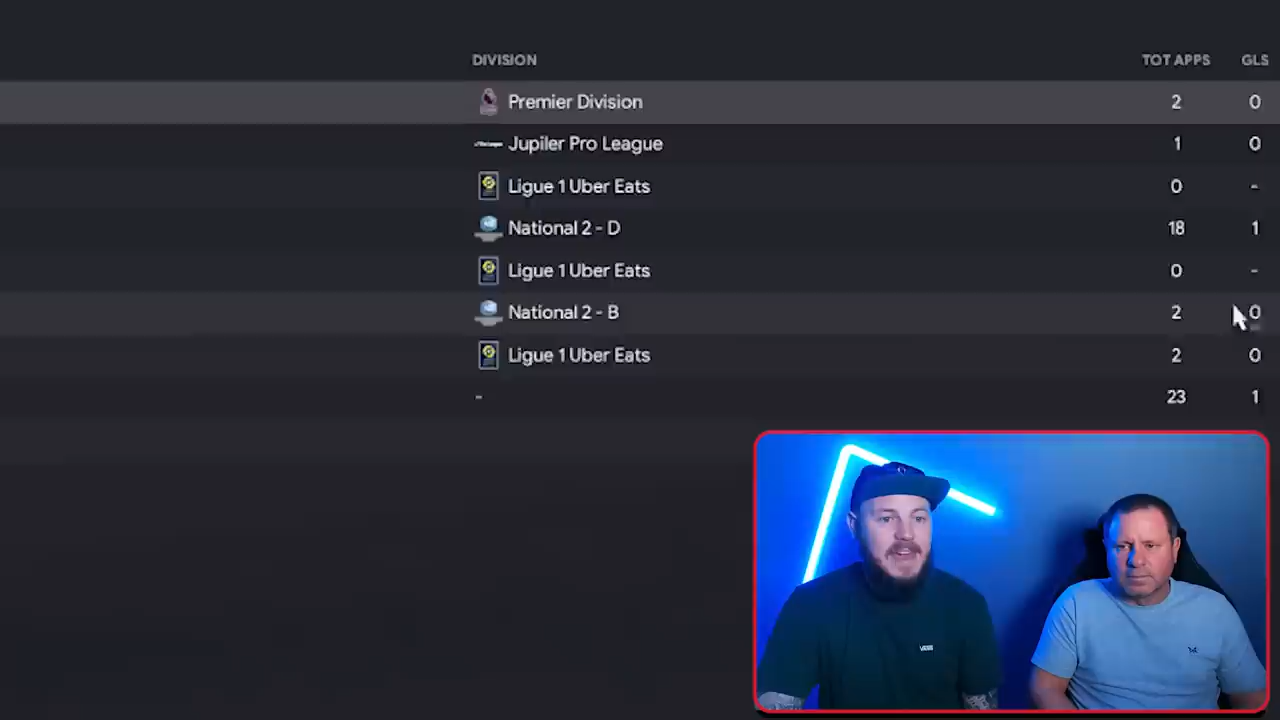 DIVISION TOT APPS GLS
Premier Division 2 0
Jupiler Pro League 1 0
Ligue 1 Uber Eats 0 -
National 2 - D 18 1
Ligue 1 Uber Eats 0 -
National 2 - B 2 0
Ligue 1 Uber Eats 2 0
- 23 1
VANS